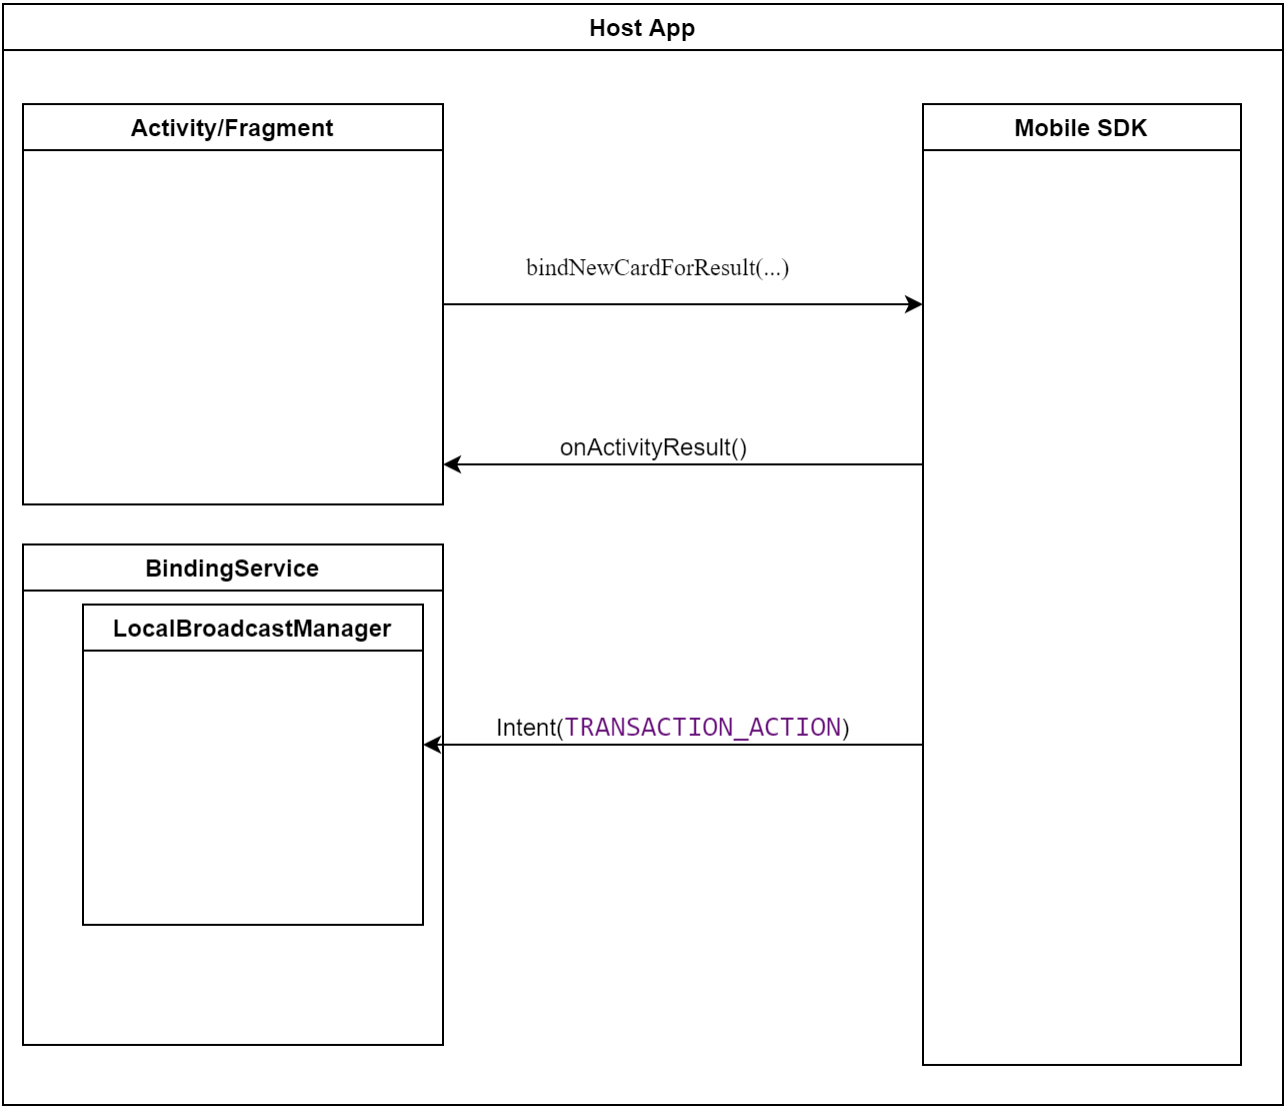 Host App
Activity/Fragment
Mobile SDK
bindNewCardForResult(...)
onActivityResult()
BindingService
LocalBroadcastManager
Intent(TRANSACTION_ACTION)